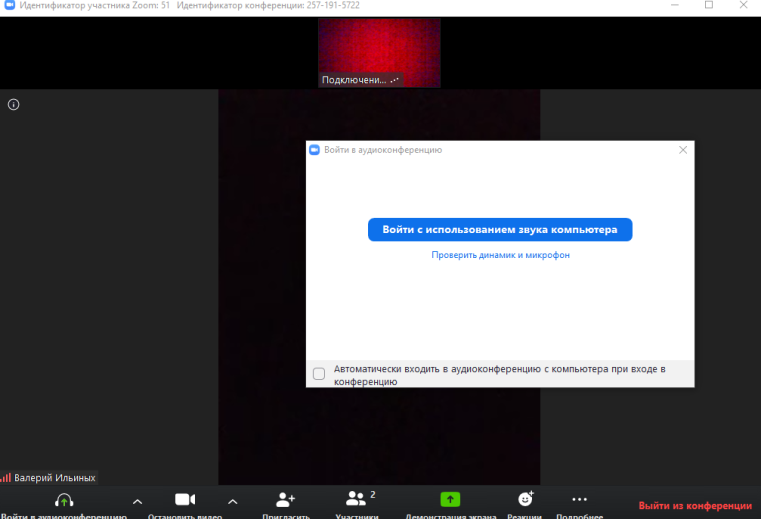 Идентификатор участника Zoom: 51 Идентификатор конференции: 257-191-5722
Подключени...
Войти в аудиоконференцию
Войти с использованием звука компьютера
Проверить динамик и микрофон
Автоматически входить в аудиоконференцию с компьютера при входе в
конференцию
Валерий Ильиных
2
Войти в аудиоконференцию Остановить видео Пригласить Участники Демонстрация экрана Реакции Подробнее Выйти из конференции